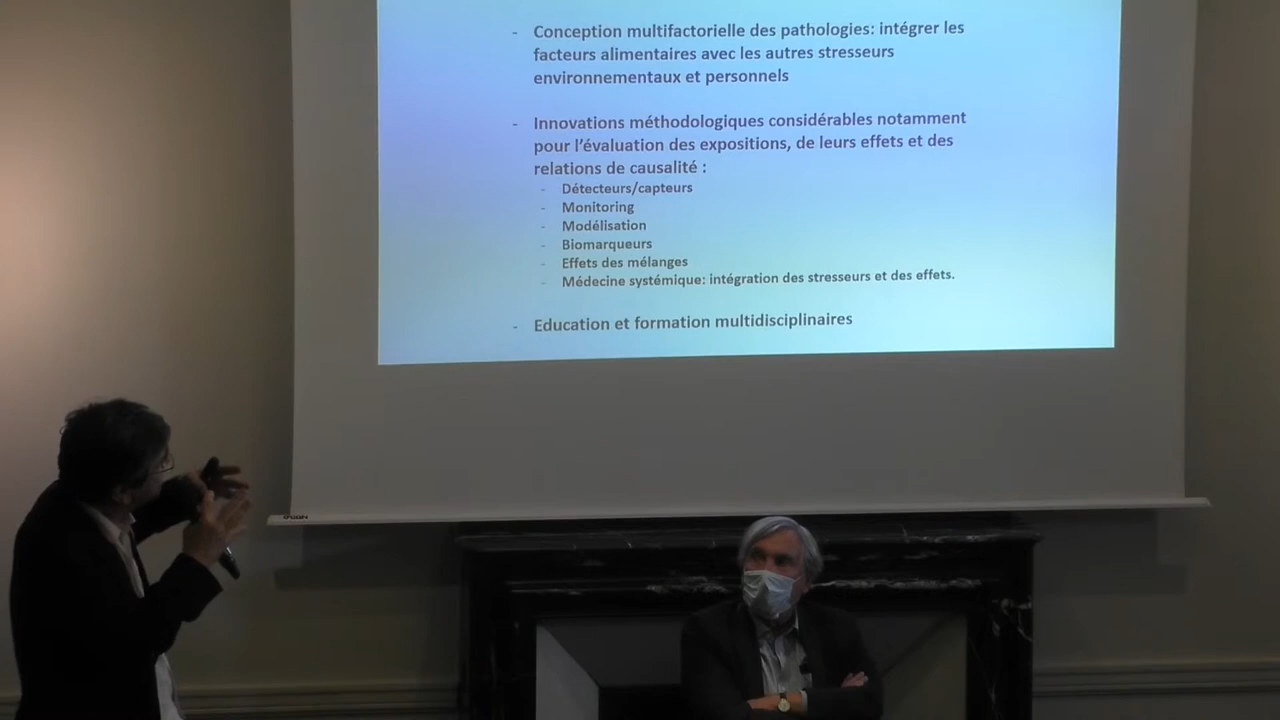 - Conception multifactorielle des pathologies: intégrer les
facteurs alimentaires avec les autres stresseurs
environnementaux et personnels
- Innovations méthodologiques considérables notamment
pour l'évaluation des expositions, de leurs effets et des
relations de causalité :
- Détecteurs/capteurs
- Monitoring
- Modélisation
- Biomarqueurs
- Effets des mélanges
- Médecine systémique: intégration des stresseurs et des effets.
- Education et formation multidisciplinaires